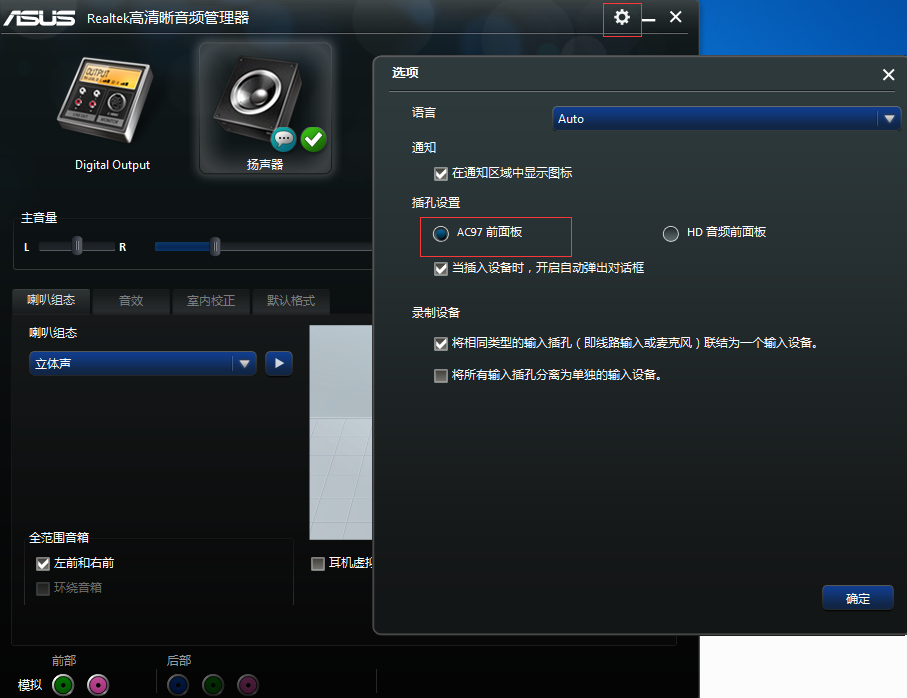 ASUS Realtek高清晰音频管理器
OUTPUT
Digital Output
扬声器
主音量
L R
喇叭组态 音效 室内校正 默认格式
喇叭组态
立体声
全范围音箱
左前和右前
环绕音箱
耳机虚拟
前部 后部
模拟
选项
语言
Auto
通知
在通知区域中显示图标
插孔设置
AC97 前面板 HD 音频前面板
当插入设备时，开启自动弹出对话框
录制设备
将相同类型的输入插孔（即线路输入或麦克风）联结为一个输入设备。
将所有输入插孔分离为单独的输入设备。
确定